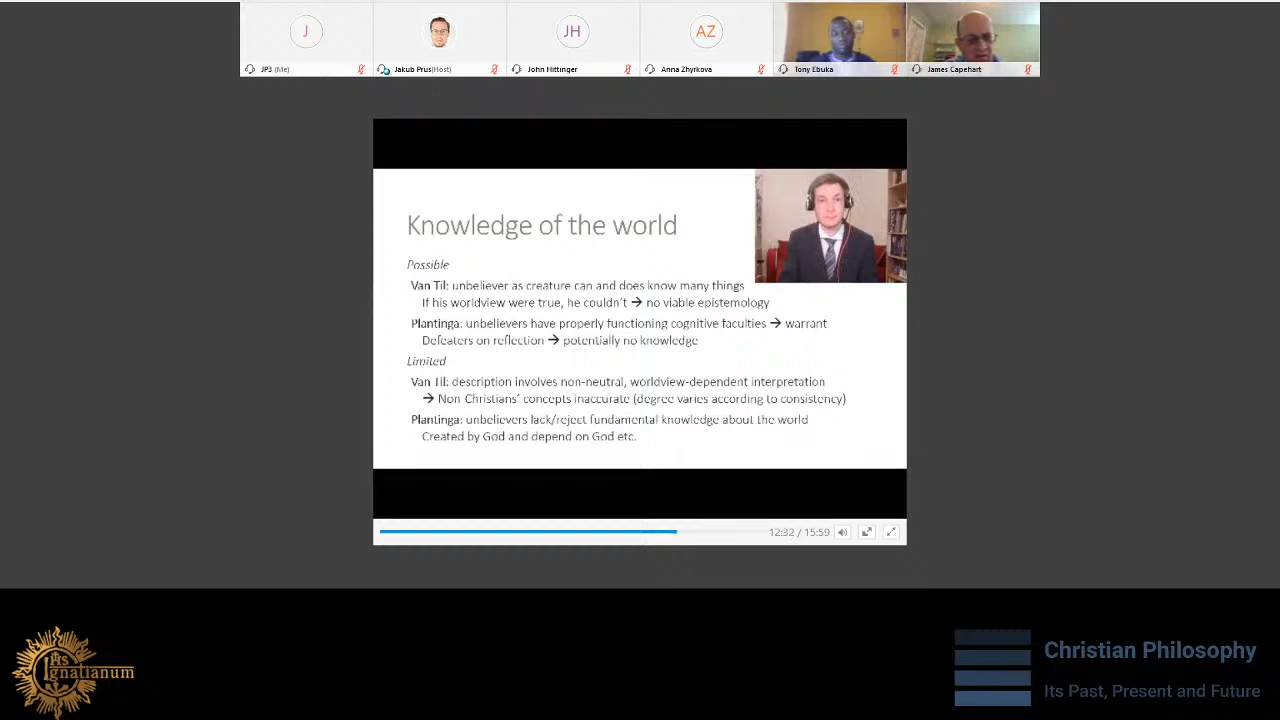 J
JH
AZ
JP3 (Me)
Jakub Prus(Host)
John Hittinger
Anna Zhyrkova
Tony Ebuka
James Capehart
Knowledge of the world
Possible
Van Til: unbeliever as creature can and does know many things
If his worldview were true, he couldn't → no viable epistemology
Plantinga: unbelievers have properly functioning cognitive faculties → warrant
Defeaters on reflection → potentially no knowledge
Limited
Van Til: description involves non-neutral, worldview-dependent interpretation
→ Non Christians' concepts inaccurate (degree varies according to consistency)
Plantinga: unbelievers lack/reject fundamental knowledge about the world
Created by God and depend on God etc.
12:32 / 15:59
IHS
Ignatianum
Christian Philosophy
Its Past, Present and Future